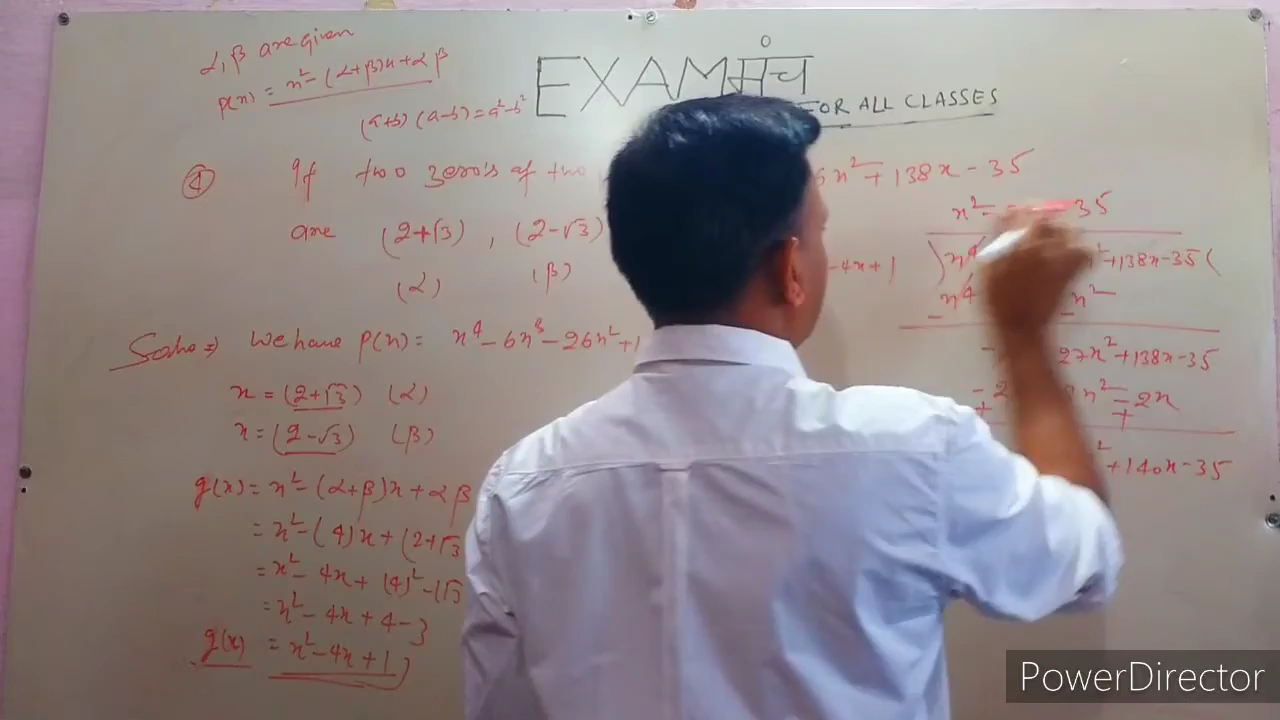 α, β are given
p(x) = x² - (α+β)x + αβ
(a+b) (a-b) = a² - b²
EXAM मंच
FOR ALL CLASSES
④ If two zero's of two 6x² + 138x - 35
are (2+√3) , (2-√3)
(α) (β)
x² - 35
- 4x + 1 ) x⁴ x² + 138x - 35 (
- x⁴ - x²
Soln ⇒ We have p(x) = x⁴ - 6x³ - 26x² + 1
- 27x² + 138x - 35
x = (2+√3) (α)
- 2 x² - 2x
+ +
x = (2-√3) (β)
² + 140x - 35
g(x) = x² - (α+β)x + αβ
= x² - (4)x + (2+√3
= x² - 4x + (4)² - (√3
= x² - 4x + 4 - 3
g(x) = x² - 4x + 1
PowerDirector